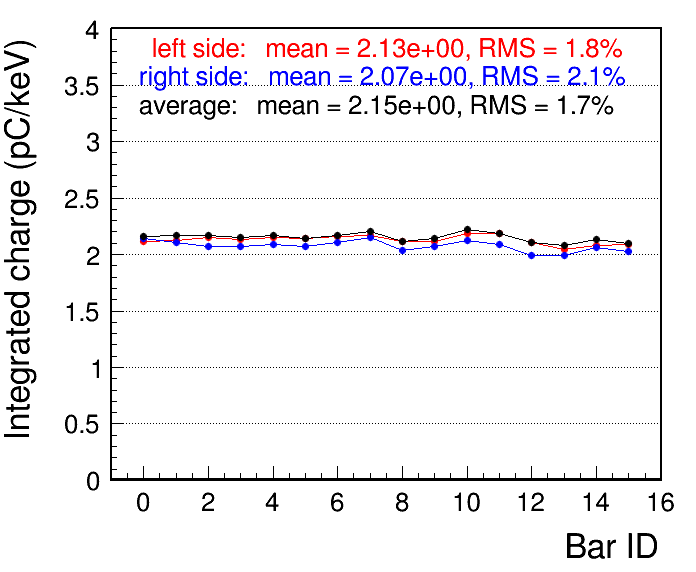 left side: mean = 2.13e+00, RMS = 1.8%
right side: mean = 2.07e+00, RMS = 2.1%
average: mean = 2.15e+00, RMS = 1.7%
Integrated charge (pC/keV)
4
3.5
3
2.5
2
1.5
1
0.5
0
0 2 4 6 8 10 12 14 16
Bar ID